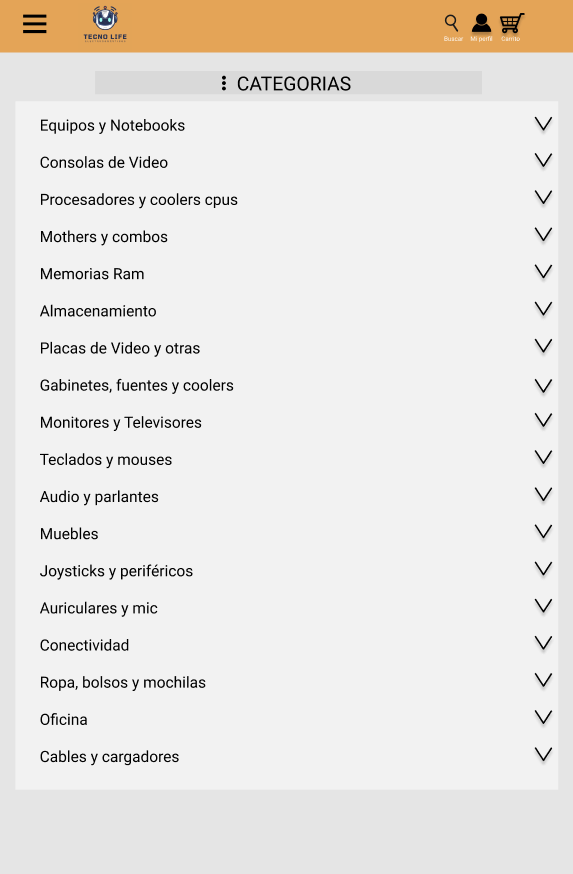 TECNO LIFE
Buscar Mi perfil Carrito
CATEGORIAS
Equipos y Notebooks
Consolas de Video
Procesadores y coolers cpus
Mothers y combos
Memorias Ram
Almacenamiento
Placas de Video y otras
Gabinetes, fuentes y coolers
Monitores y Televisores
Teclados y mouses
Audio y parlantes
Muebles
Joysticks y periféricos
Auriculares y mic
Conectividad
Ropa, bolsos y mochilas
Oficina
Cables y cargadores